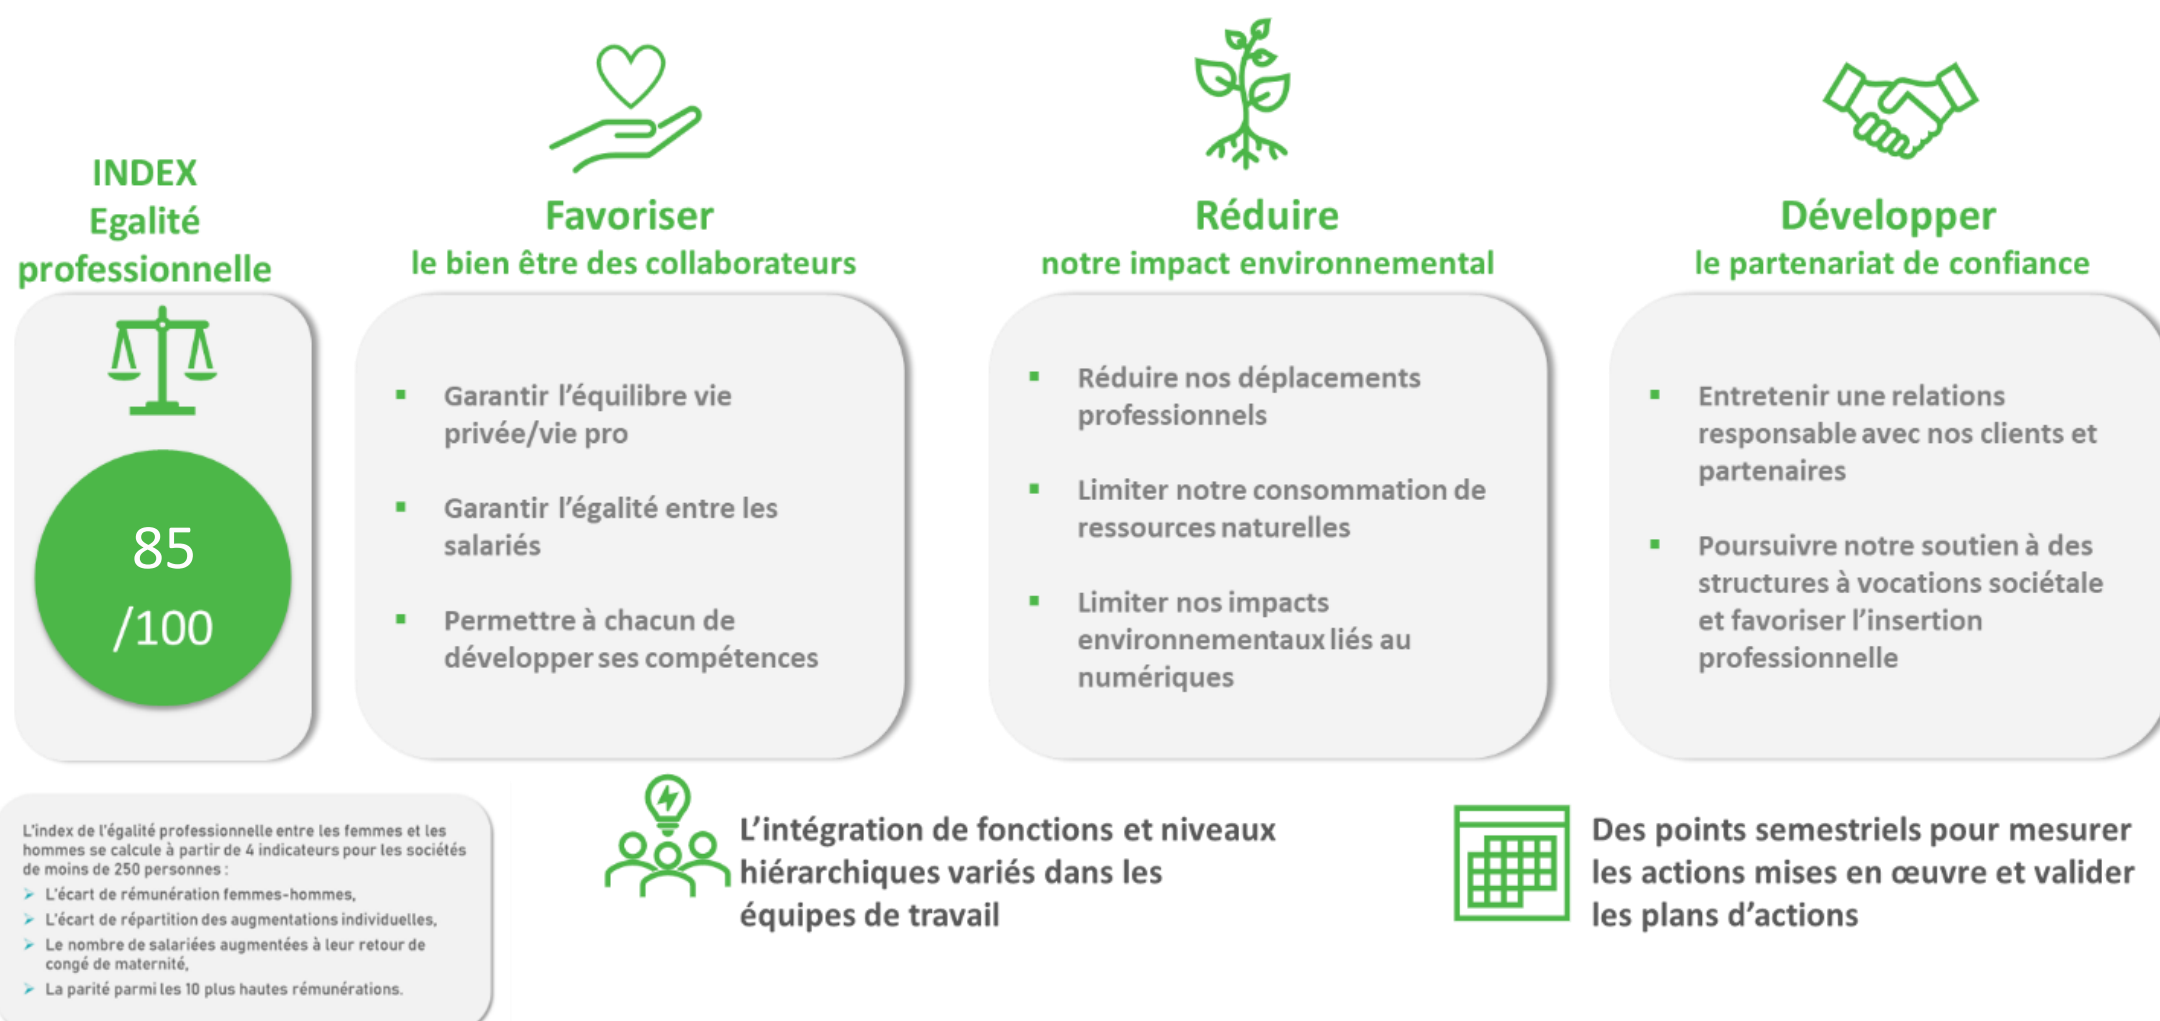 INDEX
Egalité
professionnelle
85
/100
Favoriser
le bien être des collaborateurs
Garantir l'équilibre vie
privée/vie pro
Garantir l'égalité entre les
salariés
Permettre à chacun de
développer ses compétences
Réduire
notre impact environnemental
Réduire nos déplacements
professionnels
Limiter notre consommation de
ressources naturelles
Limiter nos impacts
environnementaux liés au
numériques
Développer
le partenariat de confiance
Entretenir une relations
responsable avec nos clients et
partenaires
Poursuivre notre soutien à des
structures à vocations sociétale
et favoriser l'insertion
professionnelle
L'index de l'égalité professionnelle entre les femmes et les
hommes se calcule à partir de 4 indicateurs pour les sociétés
de moins de 250 personnes :
L'écart de rémunération femmes-hommes,
L'écart de répartition des augmentations individuelles,
Le nombre de salariées augmentées à leur retour de
congé de maternité,
La parité parmi les 10 plus hautes rémunérations.
L'intégration de fonctions et niveaux
hiérarchiques variés dans les
équipes de travail
Des points semestriels pour mesurer
les actions mises en œuvre et valider
les plans d'actions